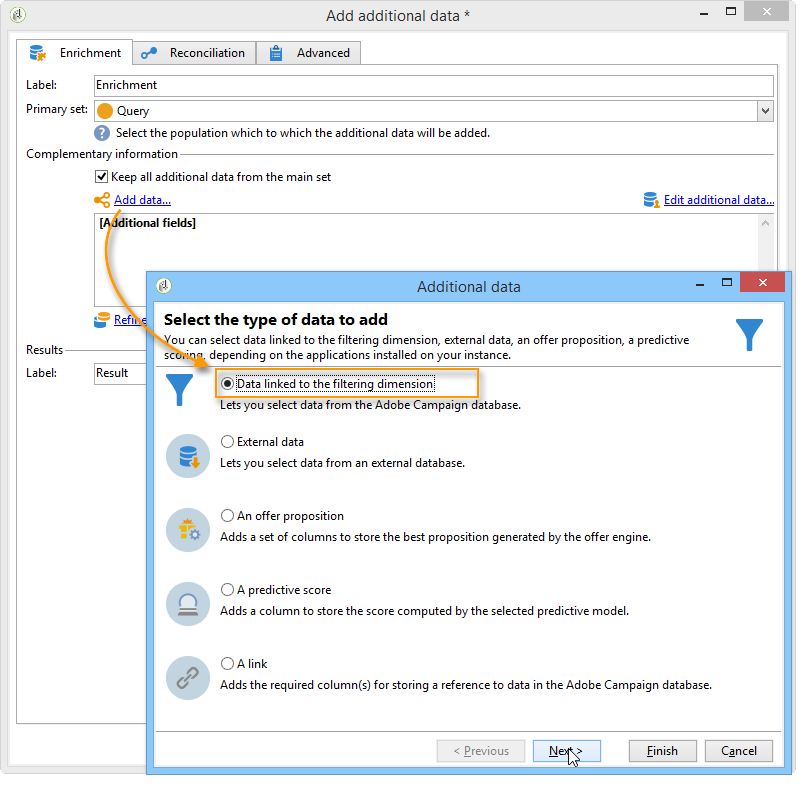 Add additional data *
Enrichment Reconciliation Advanced
Label: Enrichment
Primary set: Query
Select the population which to which the additional data will be added.
Complementary information
Keep all additional data from the main set
Add data... Edit additional data...
[Additional fields]
Refine
Results
Label: Result
Additional data
Select the type of data to add
You can select data linked to the filtering dimension, external data, an offer proposition, a predictive
scoring, depending on the applications installed on your instance.
Data linked to the filtering dimension
Lets you select data from the Adobe Campaign database.
External data
Lets you select data from an external database.
An offer proposition
Adds a set of columns to store the best proposition generated by the offer engine.
A predictive score
Adds a column to store the score computed by the selected predictive model.
A link
Adds the required column(s) for storing a reference to data in the Adobe Campaign database.
< Previous Next > Finish Cancel